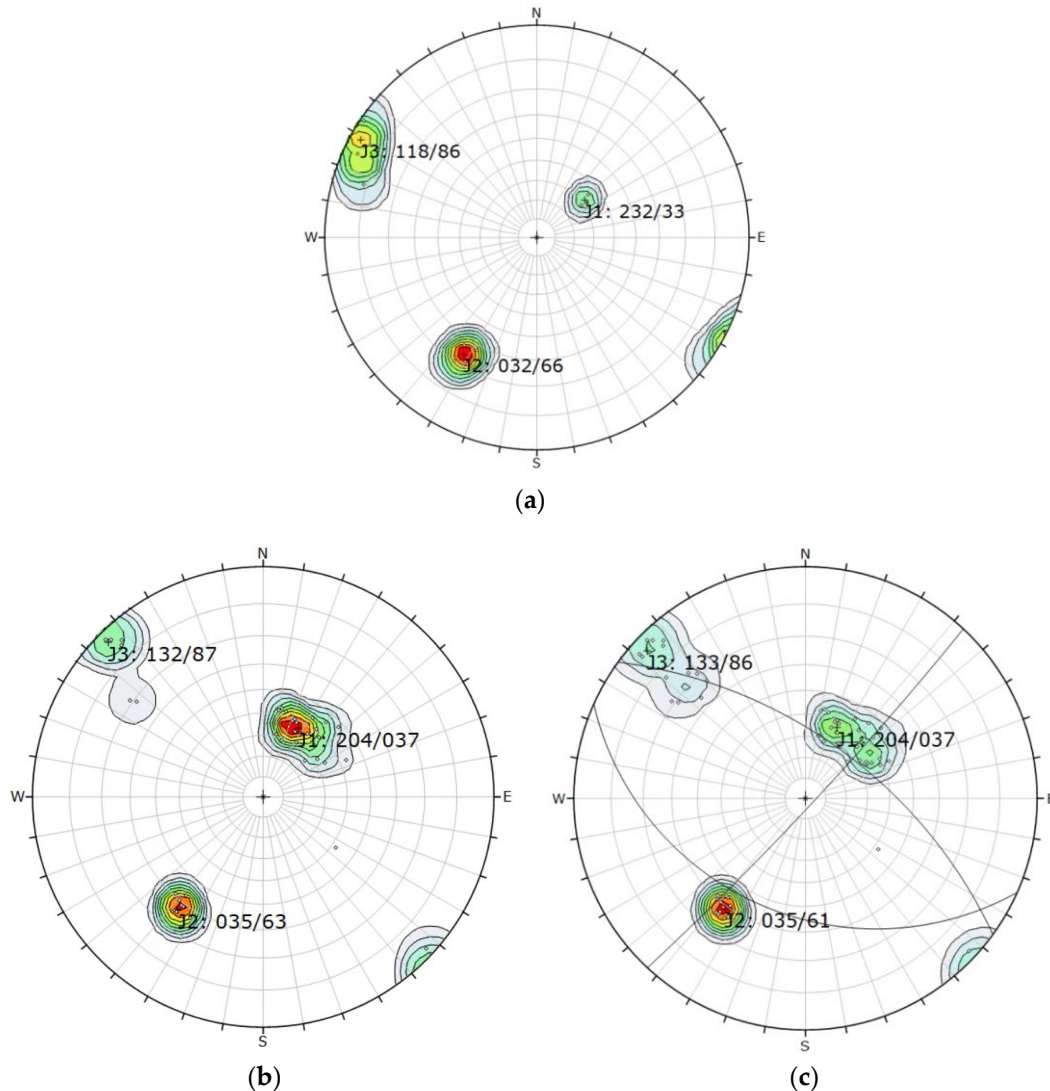 N
J3: 118/86
J1: 232/33
W
E
J2: 032/66
S
(a)
N
N
J3: 132/87
J3: 133/86
J1: 204/037
J1: 204/037
W
E
W
E
J2: 035/63
J2: 035/61
S
S
(b)
(c)